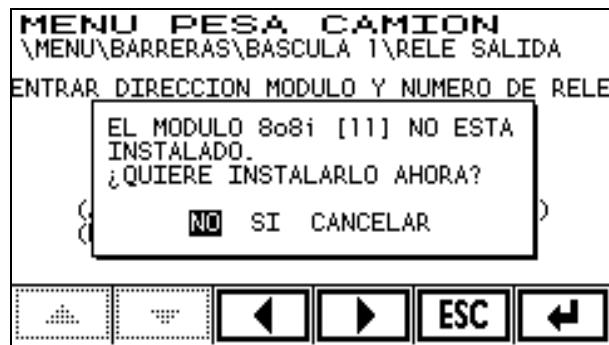 MENU PESA CAMION
\MENU\BARRERAS\BASCULA 1\RELE SALIDA
ENTRAR DIRECCION MODULO Y NUMERO DE RELE
EL MODULO 8o8i [11] NO ESTA
INSTALADO.
¿QUIERE INSTALARLO AHORA?
NO SI CANCELAR
ESC